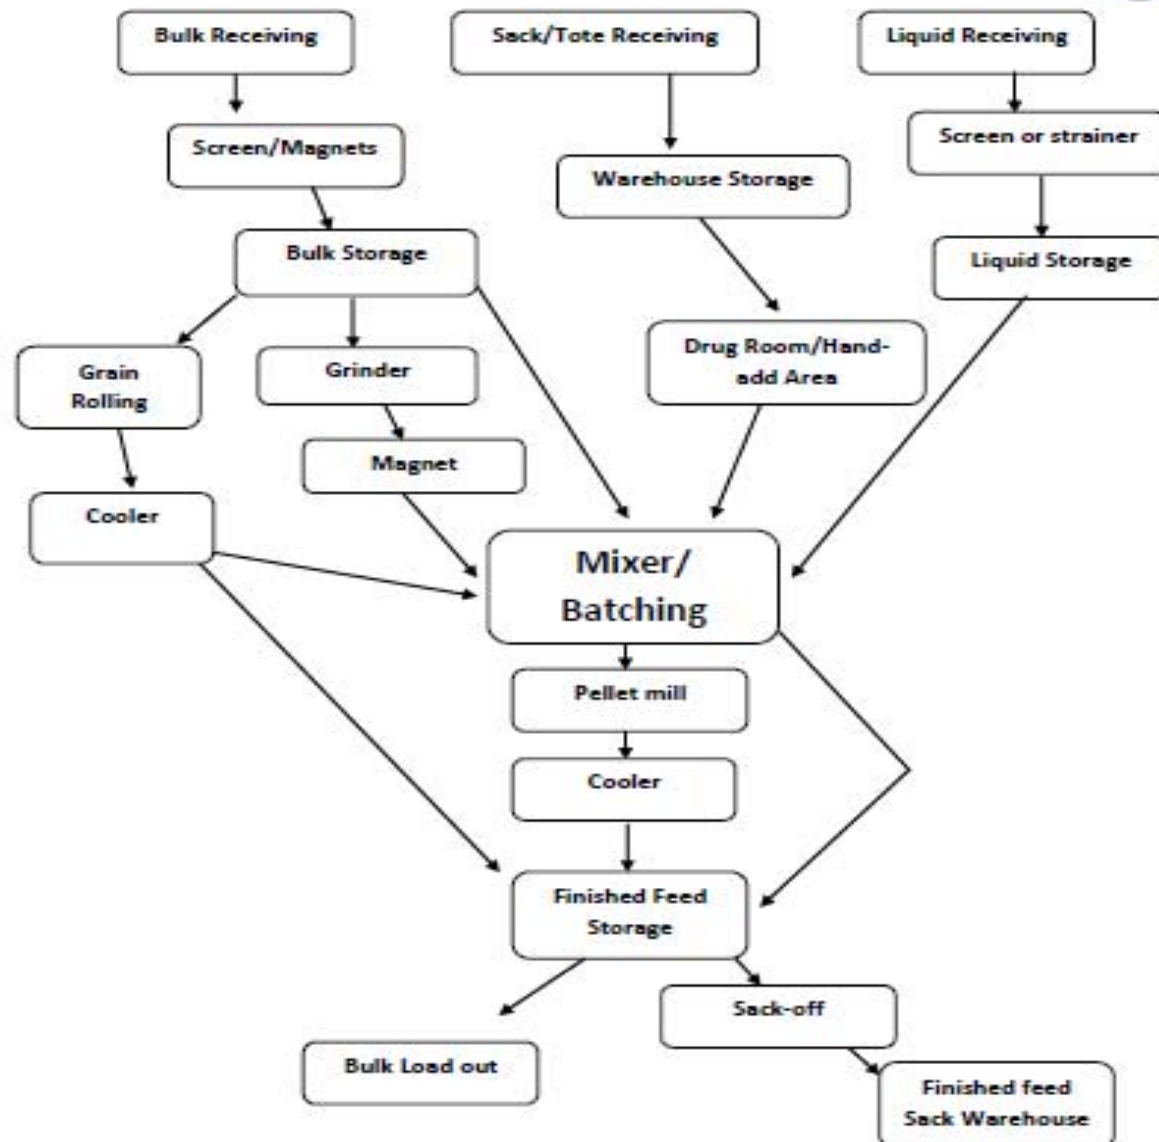 Bulk Receiving
Sack/Tote Receiving
Liquid Receiving
Screen/Magnets
Screen or strainer
Warehouse Storage
Bulk Storage
Liquid Storage
Grain
Rolling
Grinder
Drug Room/Hand-
add Area
Magnet
Cooler
Mixer/
Batching
Pellet mill
Cooler
Finished Feed
Storage
Sack-off
Bulk Load out
Finished feed
Sack Warehouse